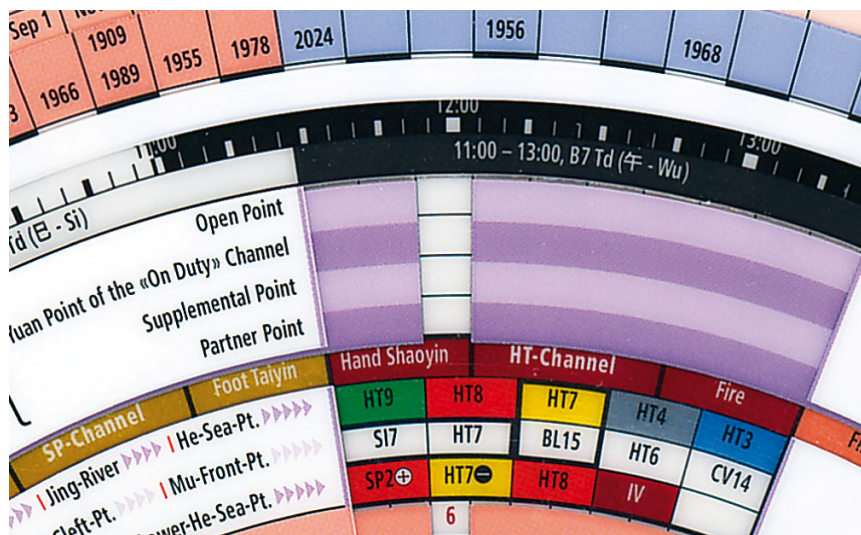 Sep 1
1909
1966
1989
1955
1978
2024
1956
1968
11:00
12:00
13:00
11:00 – 13:00, B7 Td (午 - Wu)
Td (巳 - Si)
Open Point
Yuan Point of the «On Duty» Channel
Supplemental Point
Partner Point
SP-Channel
Foot Taiyin
Hand Shaoyin
HT-Channel
Fire
HT9
HT8
HT7
HT4
HT3
SI7
HT7
BL15
HT6
CV14
SP2⊕
HT7⊖
HT8
IV
Jing-River
He-Sea-Pt.
Mu-Front-Pt.
6